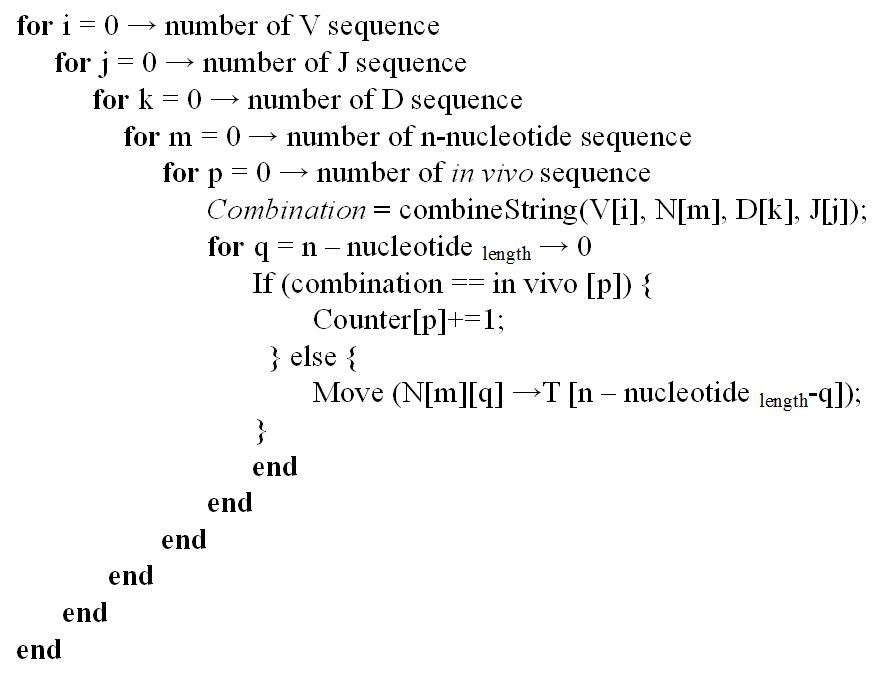 for i = 0 → number of V sequence
for j = 0 → number of J sequence
for k = 0 → number of D sequence
for m = 0 → number of n-nucleotide sequence
for p = 0 → number of in vivo sequence
Combination = combineString(V[i], N[m], D[k], J[j]);
for q = n – nucleotide length → 0
If (combination == in vivo [p]) {
Counter[p]+=1;
} else {
Move (N[m][q] →T [n – nucleotide length-q]);
}
end
end
end
end
end
end